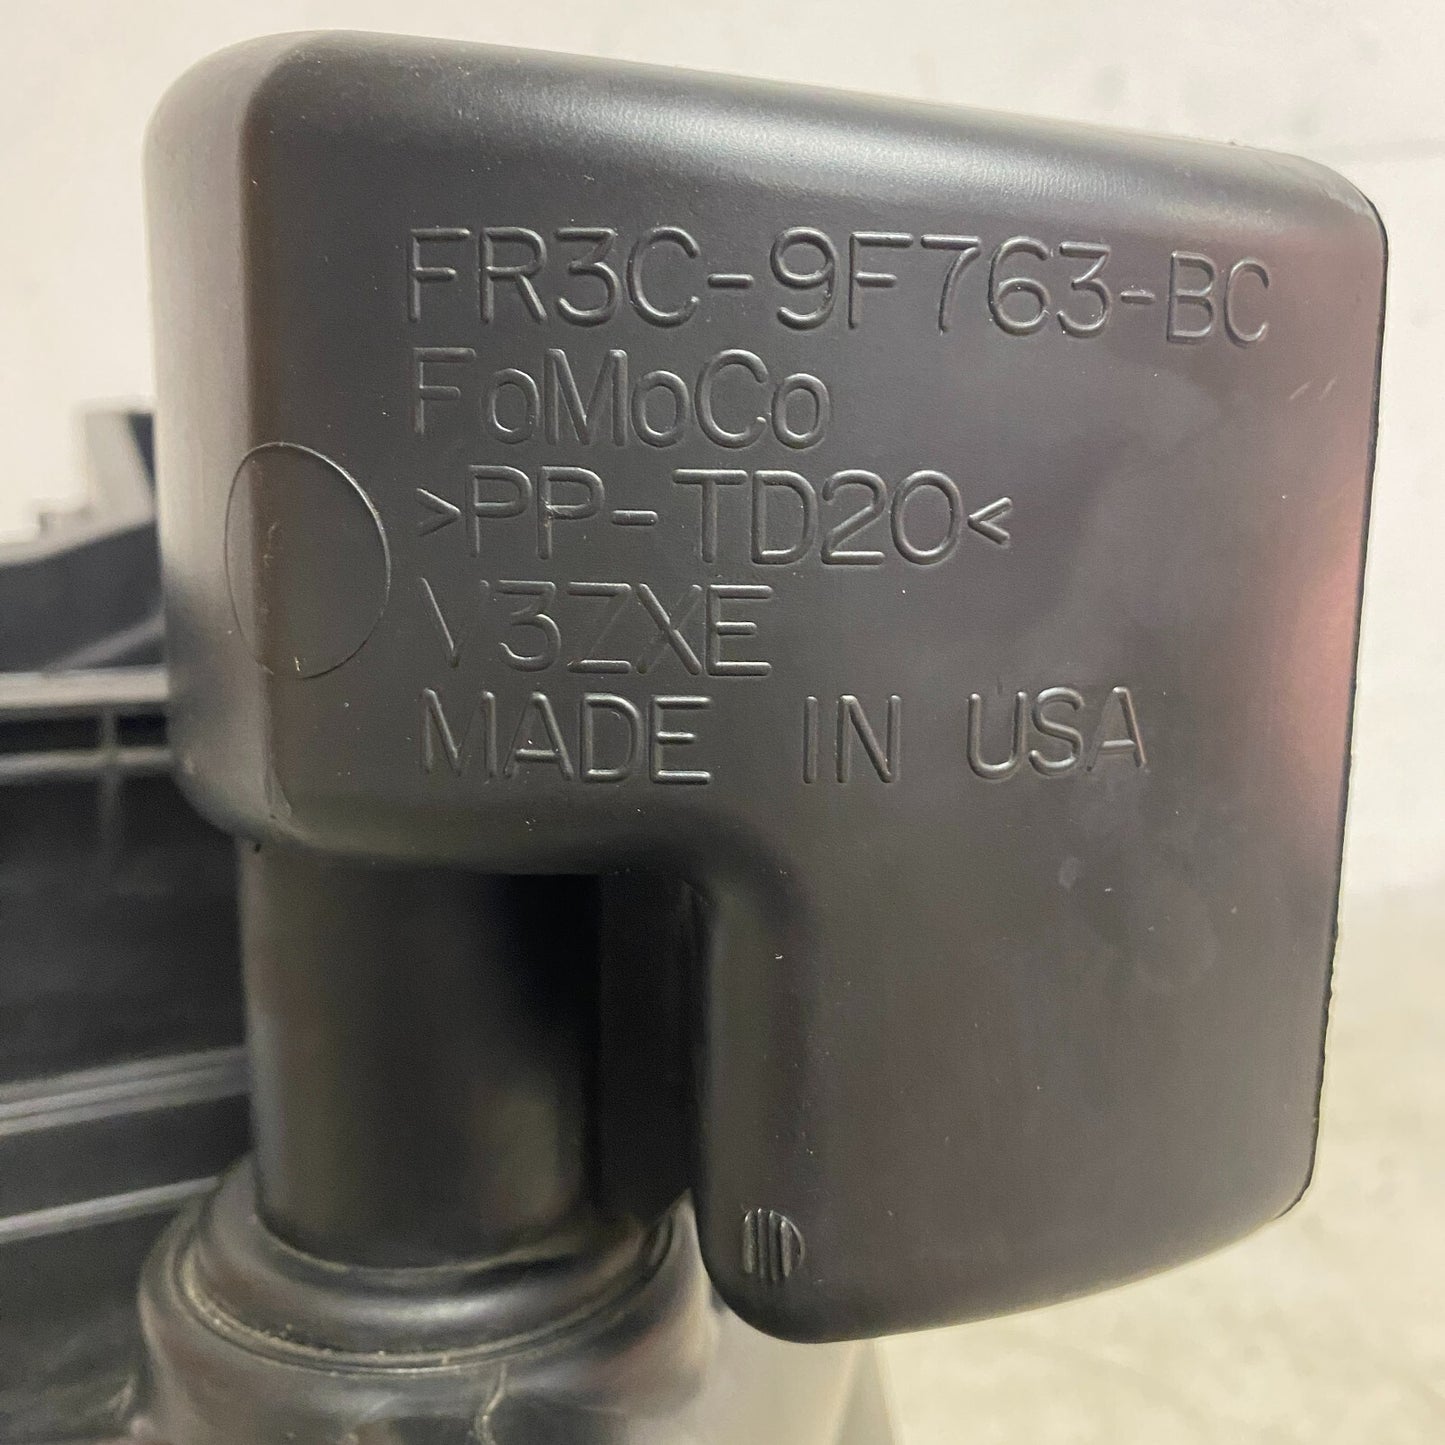 FR3C-9F763-BC
FoMoCo
>PP-TD20<
V3ZXE
MADE IN USA